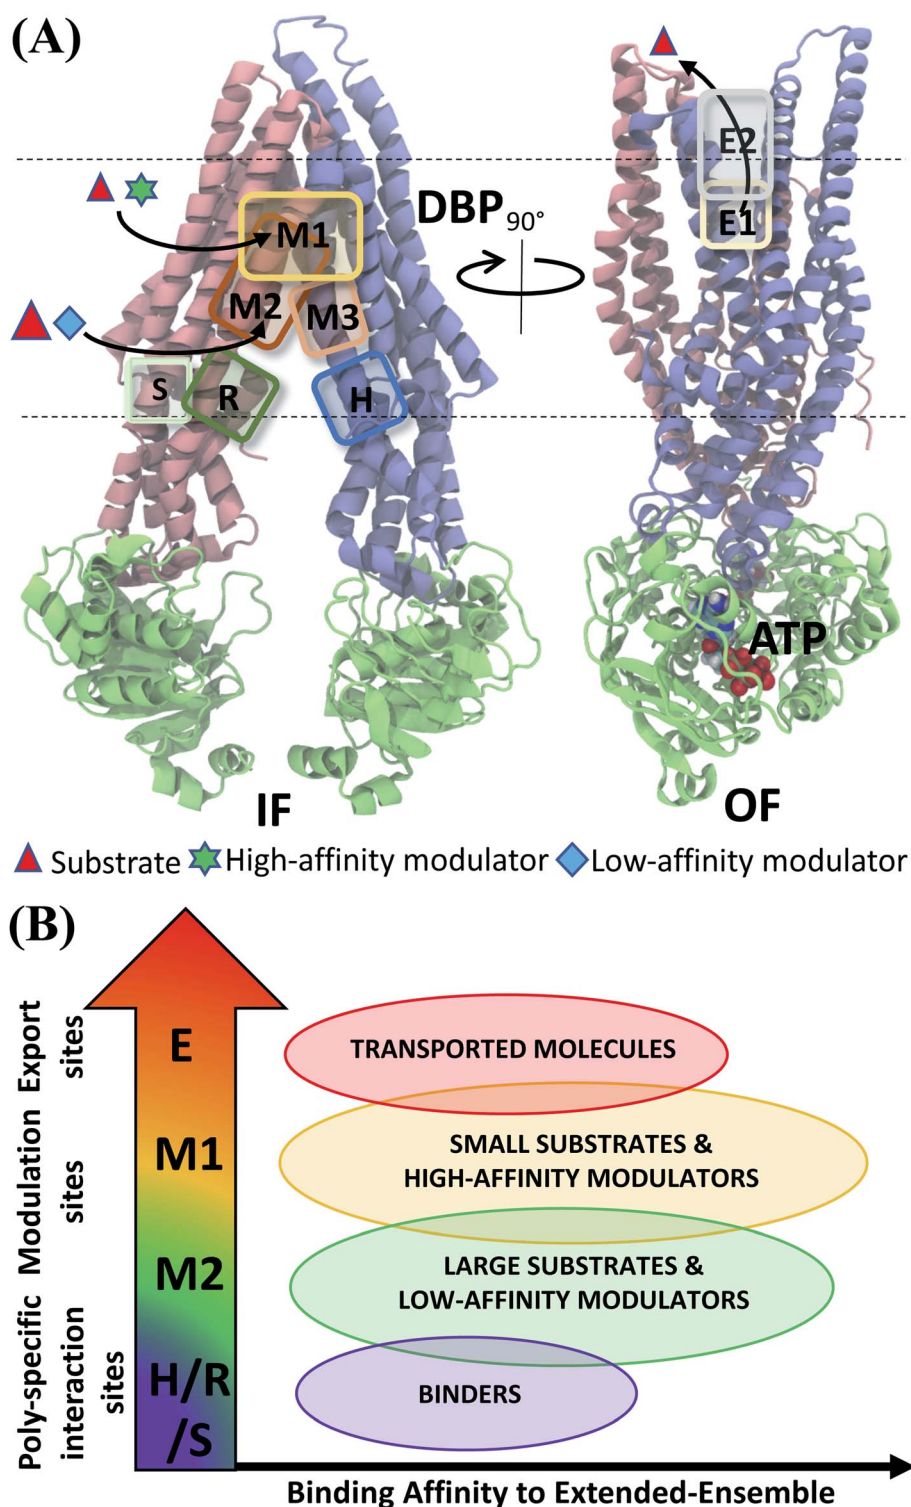 (A)
DBP 90°
E2
E1
M1
M2
M3
S
R
H
ATP
IF
OF
Substrate High-affinity modulator Low-affinity modulator
(B)
Export sites
Modulation sites
Poly-specific interaction sites
E
M1
M2
H/R
/S
TRANSPORTED MOLECULES
SMALL SUBSTRATES &
HIGH-AFFINITY MODULATORS
LARGE SUBSTRATES &
LOW-AFFINITY MODULATORS
BINDERS
Binding Affinity to Extended-Ensemble